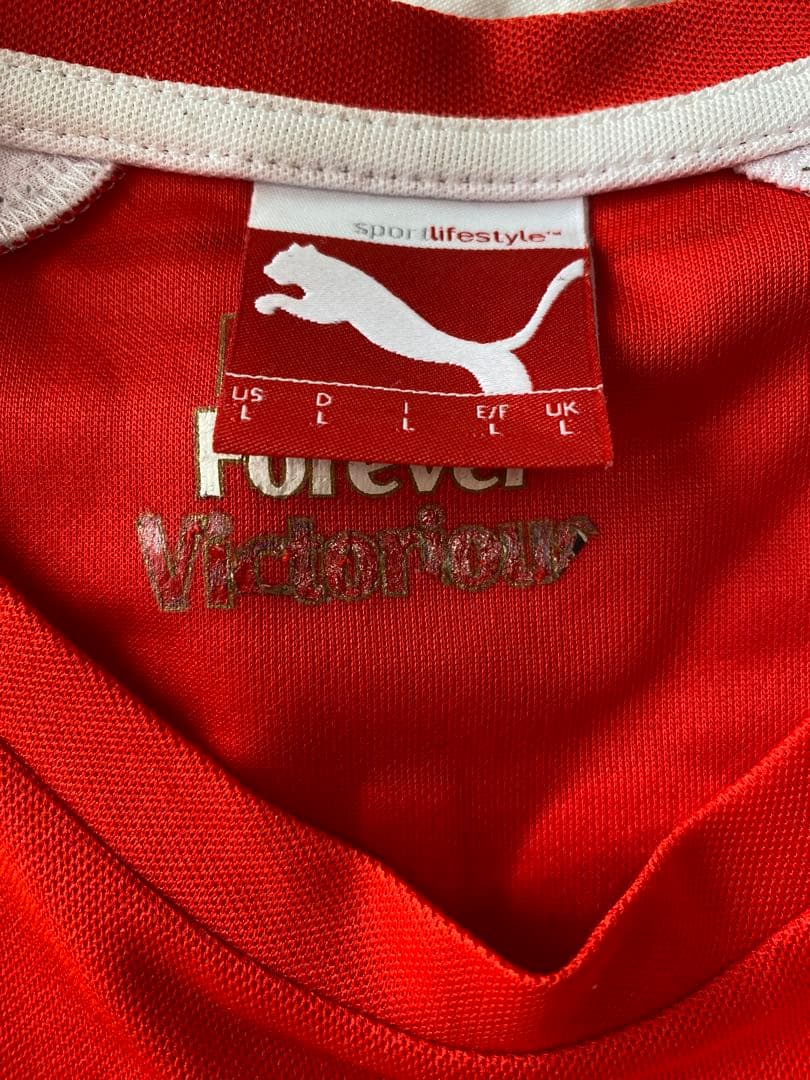 sportlifestyle™
US D I E/F UK
L L L L L
Forever
Victorious